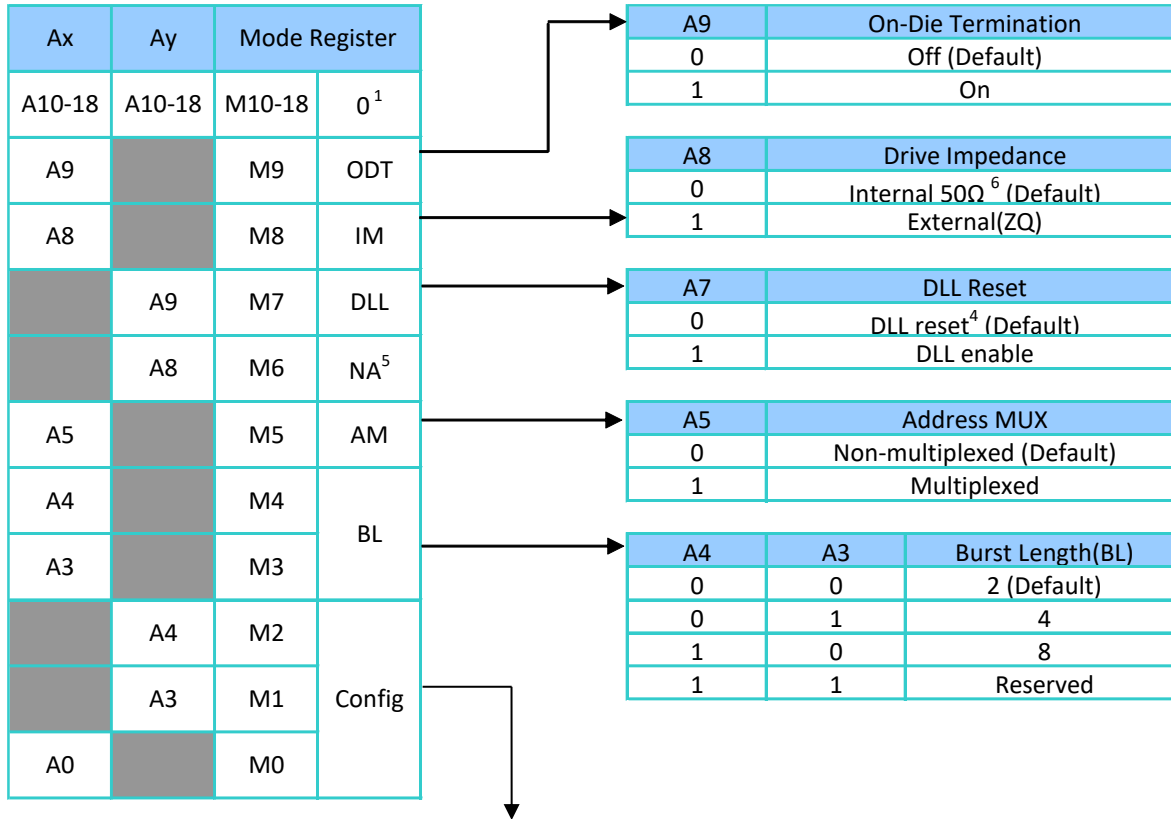 Ax Ay Mode Register
A10-18 A10-18 M10-18 0¹
A9 M9 ODT
A8 M8 IM
A9 M7 DLL
A8 M6 NA⁵
A5 M5 AM
A4 M4
BL
A3 M3
A4 M2
A3 M1 Config
A0 M0
A9 On-Die Termination
0 Off (Default)
1 On
A8 Drive Impedance
0 Internal 50Ω ⁶ (Default)
1 External(ZQ)
A7 DLL Reset
0 DLL reset⁴ (Default)
1 DLL enable
A5 Address MUX
0 Non-multiplexed (Default)
1 Multiplexed
A4 A3 Burst Length(BL)
0 0 2 (Default)
0 1 4
1 0 8
1 1 Reserved